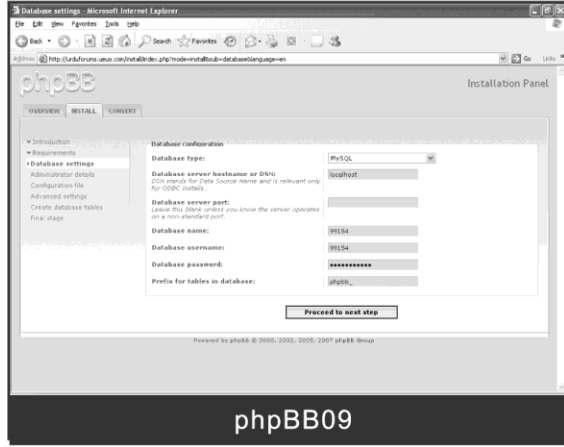 Database settings - Microsoft Internet Explorer
File Edit View Favorites Tools Help
Back Search Favorites
Address http://urduforums.ueuo.com/install/index.php?mode=install&sub=database&language=en Go Links
phpBB
Installation Panel
OVERVIEW INSTALL CONVERT
Introduction
Requirements
Database settings
Administrator details
Configuration file
Advanced settings
Create database tables
Final stage
Database configuration
Database type: MySQL
Database server hostname or DSN: localhost
DSN stands for Data Source Name and is relevant only
for ODBC installs.
Database server port:
Leave this blank unless you know the server operates
on a non-standard port.
Database name: 99154
Database username: 99154
Database password: •••••••••••
Prefix for tables in database: phpbb_
Proceed to next step
Powered by phpBB © 2000, 2002, 2005, 2007 phpBB Group
phpBB09